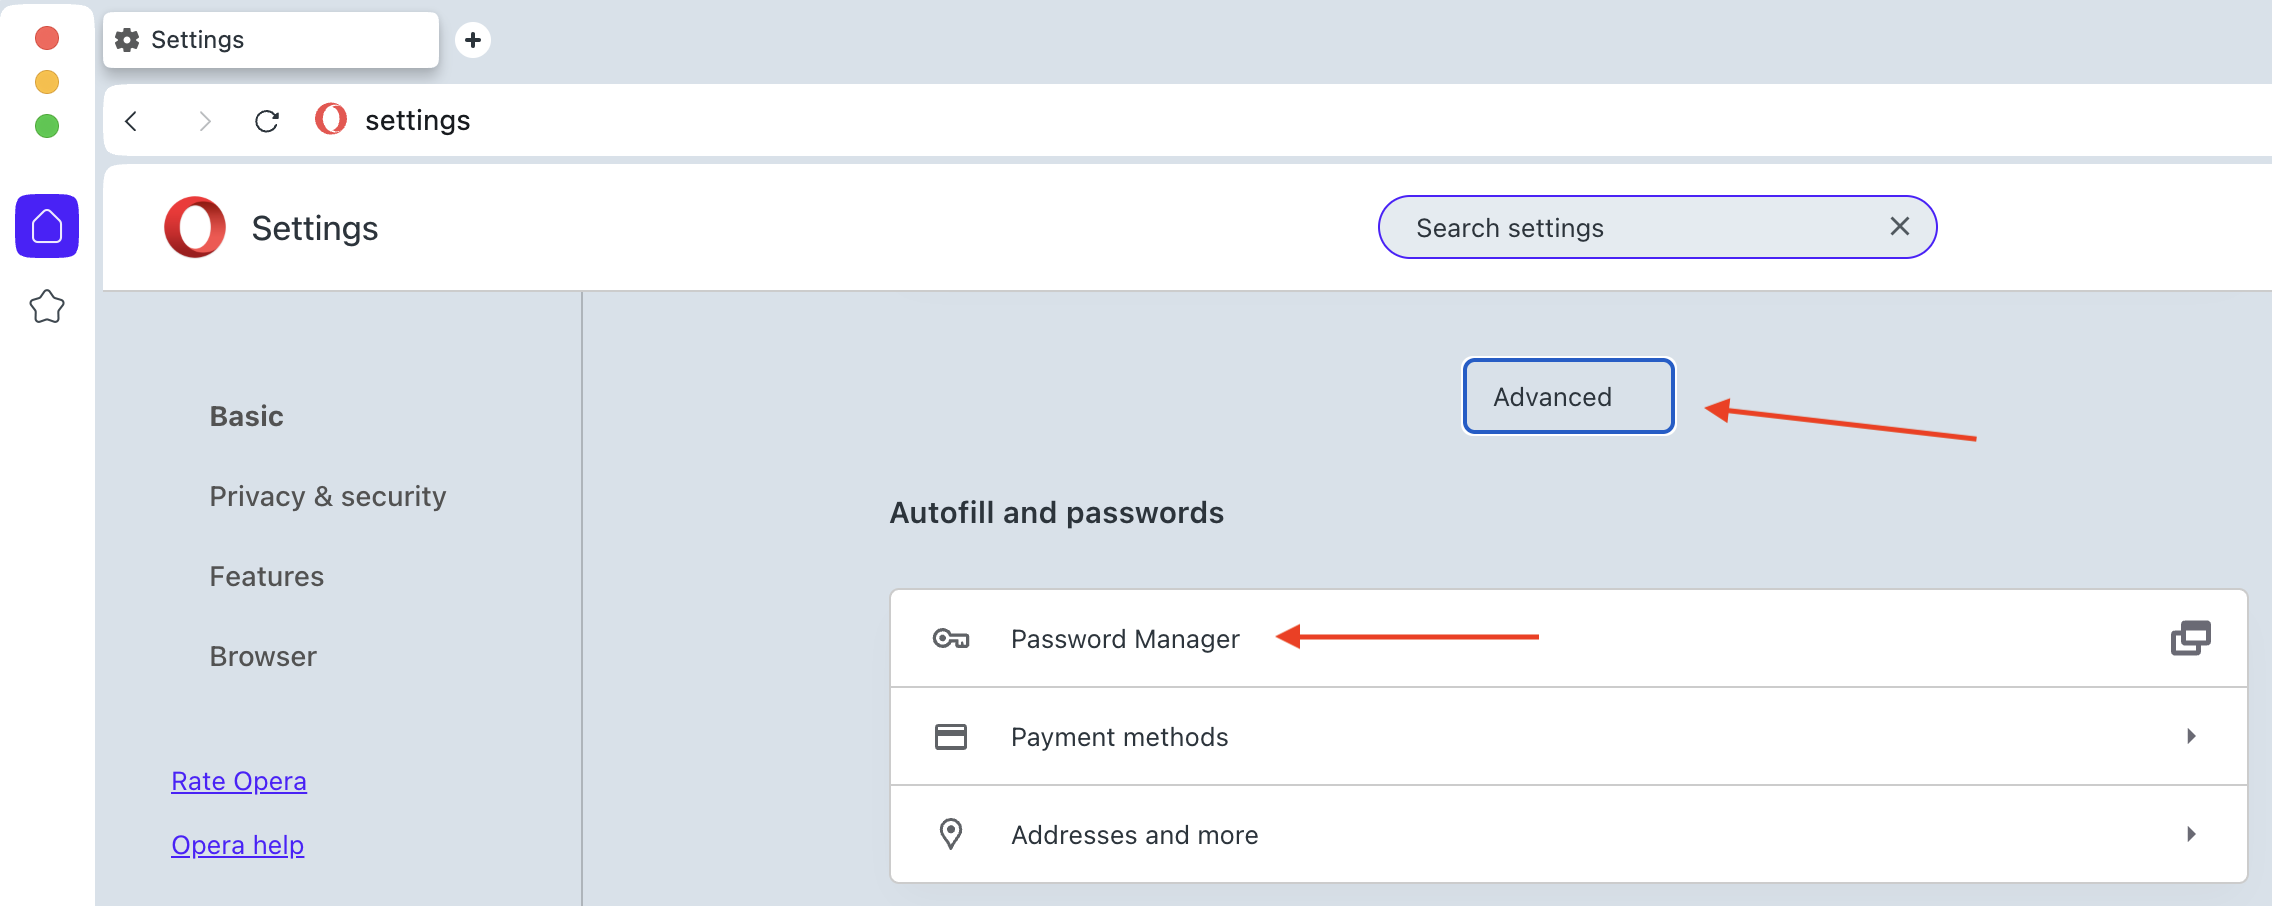 Settings
settings
Settings
Search settings
Basic
Privacy & security
Features
Browser
Rate Opera
Opera help
Advanced
Autofill and passwords
Password Manager
Payment methods
Addresses and more